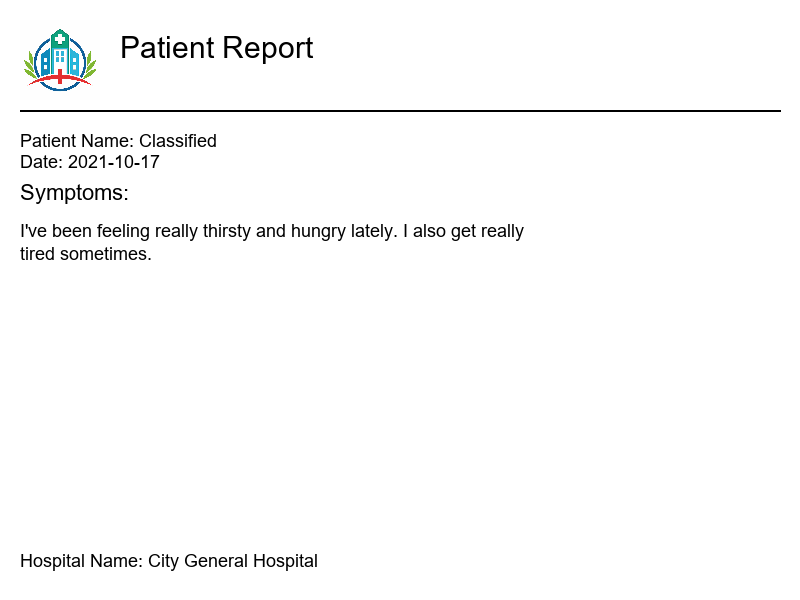 Patient Report
Patient Name: Classified
Date: 2021-10-17
Symptoms:
I've been feeling really thirsty and hungry lately. I also get really
tired sometimes.
Hospital Name: City General Hospital